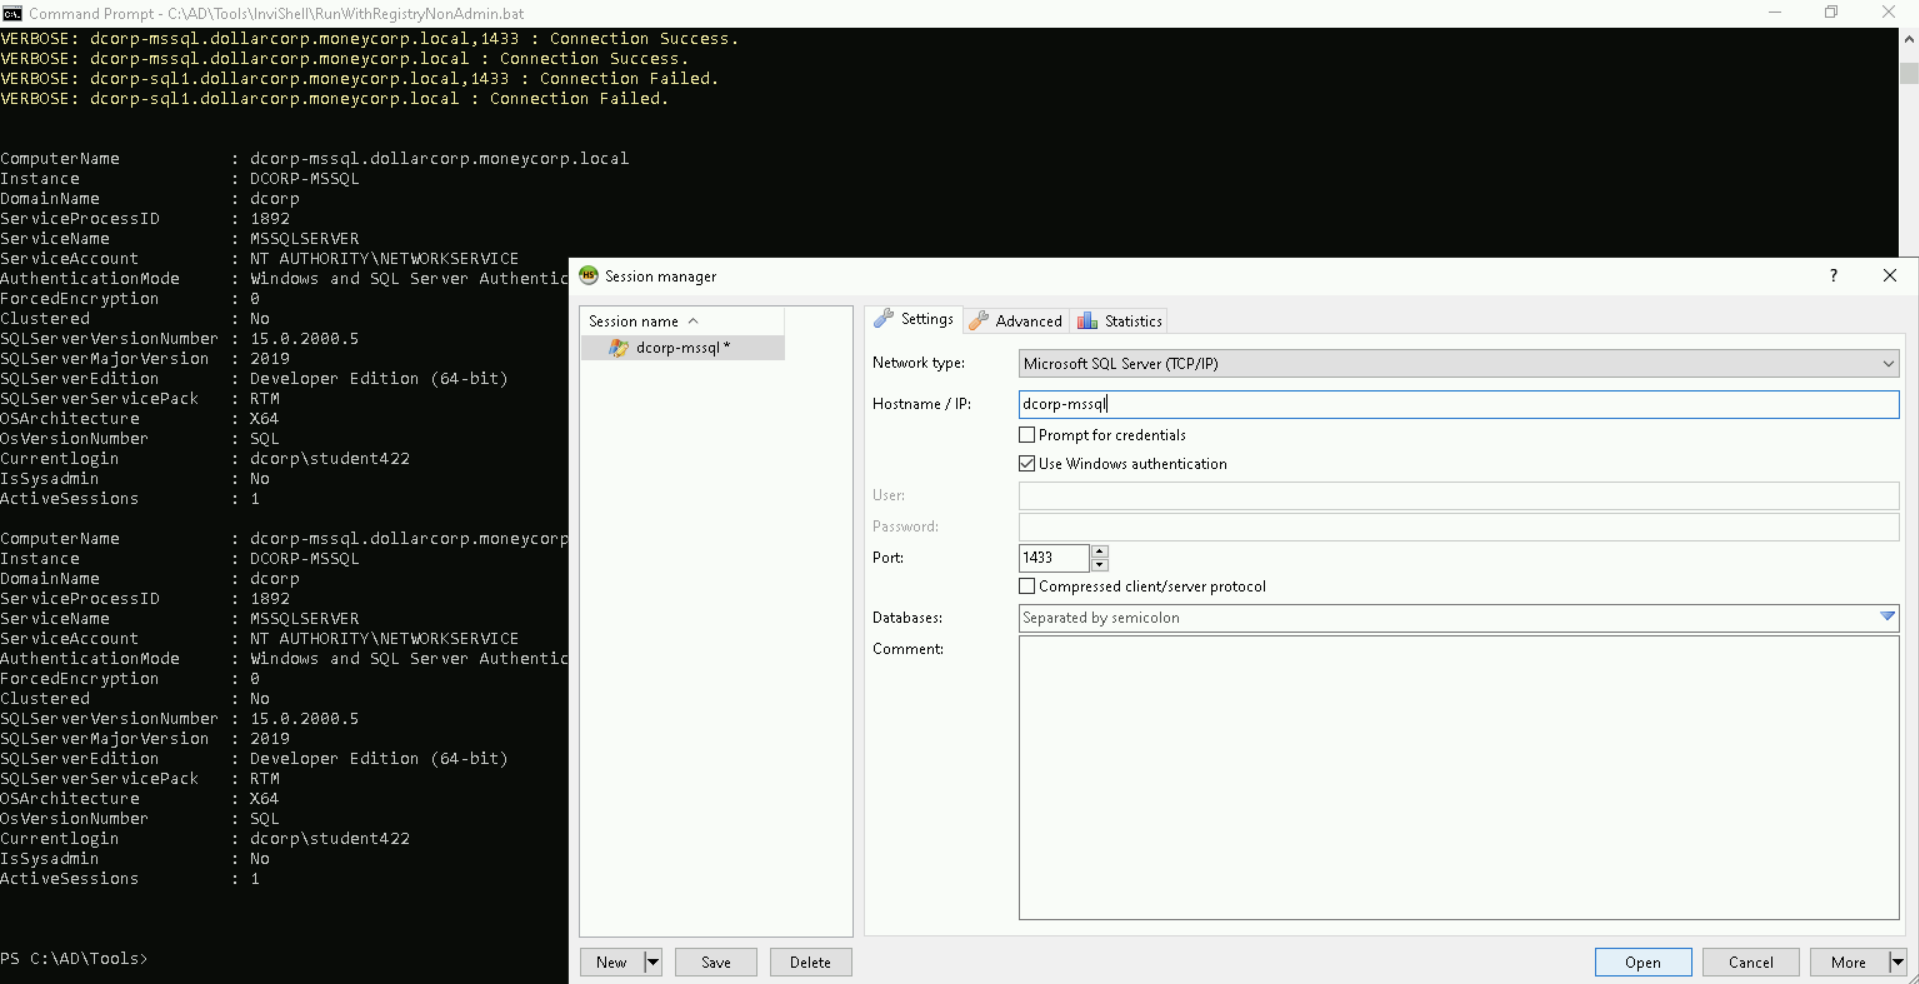 Command Prompt - C:\AD\Tools\InviShell\RunWithRegistryNonAdmin.bat
VERBOSE: dcorp-mssql.dollarcorp.moneycorp.local,1433 : Connection Success.
VERBOSE: dcorp-mssql.dollarcorp.moneycorp.local : Connection Success.
VERBOSE: dcorp-sql1.dollarcorp.moneycorp.local,1433 : Connection Failed.
VERBOSE: dcorp-sql1.dollarcorp.moneycorp.local : Connection Failed.
ComputerName : dcorp-mssql.dollarcorp.moneycorp.local
Instance : DCORP-MSSQL
DomainName : dcorp
ServiceProcessID : 1892
ServiceName : MSSQLSERVER
ServiceAccount : NT AUTHORITY\NETWORKSERVICE
AuthenticationMode : Windows and SQL Server Authentic
ForcedEncryption : 0
Clustered : No
SQLServerVersionNumber : 15.0.2000.5
SQLServerMajorVersion : 2019
SQLServerEdition : Developer Edition (64-bit)
SQLServerServicePack : RTM
OSArchitecture : X64
OsVersionNumber : SQL
Currentlogin : dcorp\student422
IsSysadmin : No
ActiveSessions : 1
ComputerName : dcorp-mssql.dollarcorp.moneycorp
Instance : DCORP-MSSQL
DomainName : dcorp
ServiceProcessID : 1892
ServiceName : MSSQLSERVER
ServiceAccount : NT AUTHORITY\NETWORKSERVICE
AuthenticationMode : Windows and SQL Server Authentic
ForcedEncryption : 0
Clustered : No
SQLServerVersionNumber : 15.0.2000.5
SQLServerMajorVersion : 2019
SQLServerEdition : Developer Edition (64-bit)
SQLServerServicePack : RTM
OSArchitecture : X64
OsVersionNumber : SQL
Currentlogin : dcorp\student422
IsSysadmin : No
ActiveSessions : 1
PS C:\AD\Tools>
HS Session manager ?
Session name
dcorp-mssql *
Settings Advanced Statistics
Network type: Microsoft SQL Server (TCP/IP)
Hostname / IP: dcorp-mssql
Prompt for credentials
Use Windows authentication
User:
Password:
Port: 1433
Compressed client/server protocol
Databases: Separated by semicolon
Comment:
New Save Delete Open Cancel More